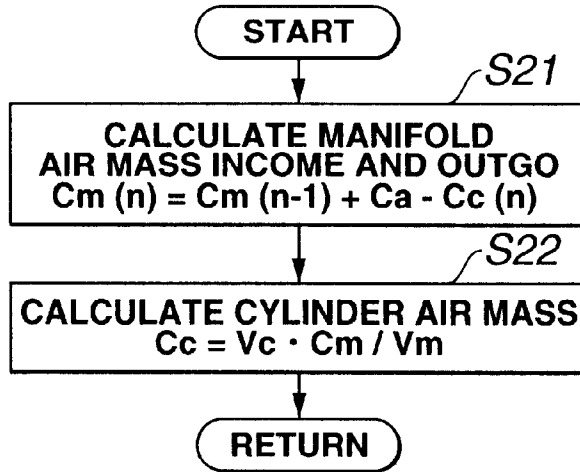 START
S21
CALCULATE MANIFOLD
AIR MASS INCOME AND OUTGO
Cm (n) = Cm (n-1) + Ca - Cc (n)
S22
CALCULATE CYLINDER AIR MASS
Cc = Vc · Cm / Vm
RETURN